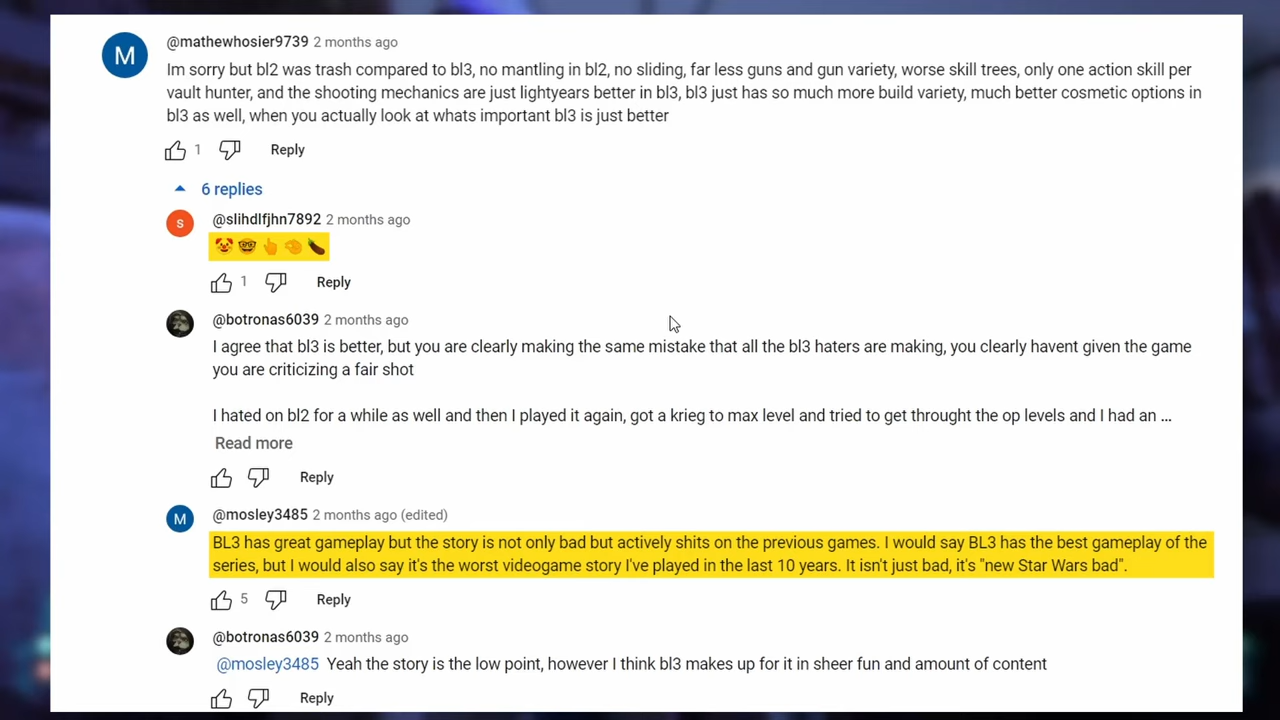 M
@mathewhosier9739 2 months ago
Im sorry but bl2 was trash compared to bl3, no mantling in bl2, no sliding, far less guns and gun variety, worse skill trees, only one action skill per
vault hunter, and the shooting mechanics are just lightyears better in bl3, bl3 just has so much more build variety, much better cosmetic options in
bl3 as well, when you actually look at whats important bl3 is just better
1 Reply
6 replies
s
@slihdlfjhn7892 2 months ago
🤡 🤓 👆 🤏 🍆
1 Reply
@botronas6039 2 months ago
I agree that bl3 is better, but you are clearly making the same mistake that all the bl3 haters are making, you clearly havent given the game
you are criticizing a fair shot
I hated on bl2 for a while as well and then I played it again, got a krieg to max level and tried to get throught the op levels and I had an ...
Read more
Reply
M
@mosley3485 2 months ago (edited)
BL3 has great gameplay but the story is not only bad but actively shits on the previous games. I would say BL3 has the best gameplay of the
series, but I would also say it's the worst videogame story I've played in the last 10 years. It isn't just bad, it's "new Star Wars bad".
5 Reply
@botronas6039 2 months ago
@mosley3485 Yeah the story is the low point, however I think bl3 makes up for it in sheer fun and amount of content
Reply